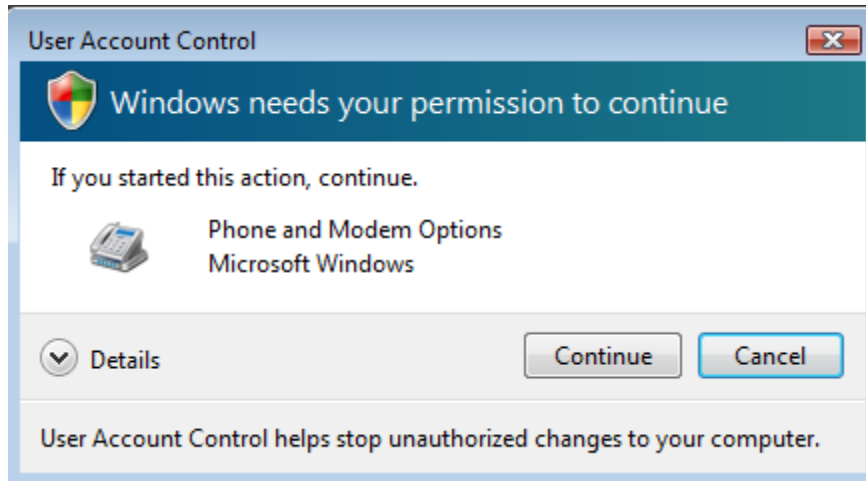 User Account Control
Windows needs your permission to continue
If you started this action, continue.
Phone and Modem Options
Microsoft Windows
Details
Continue
Cancel
User Account Control helps stop unauthorized changes to your computer.